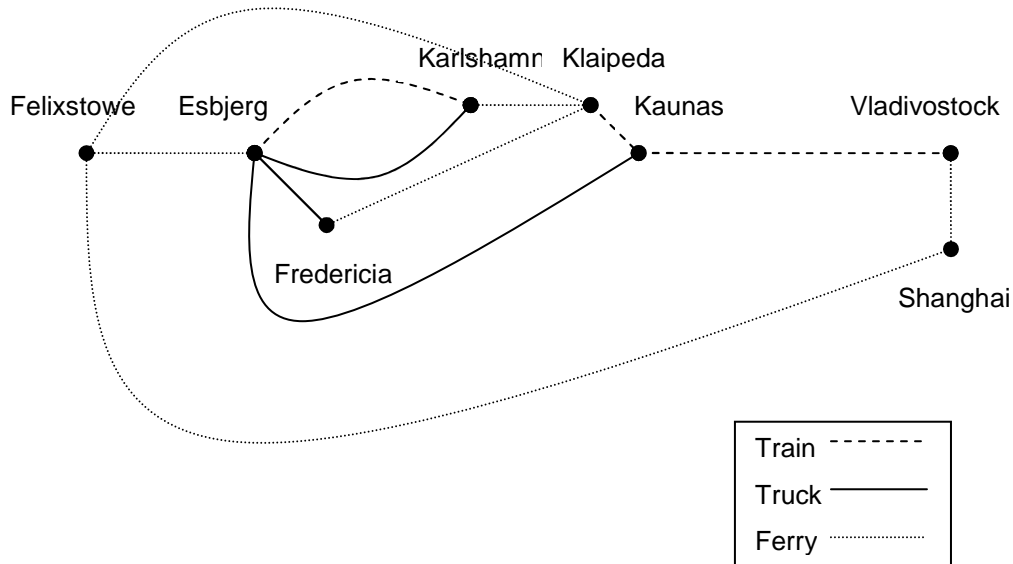 Karlshamn Klaipeda
Felixstowe Esbjerg Kaunas Vladivostock
Fredericia
Shanghai
Train
Truck
Ferry